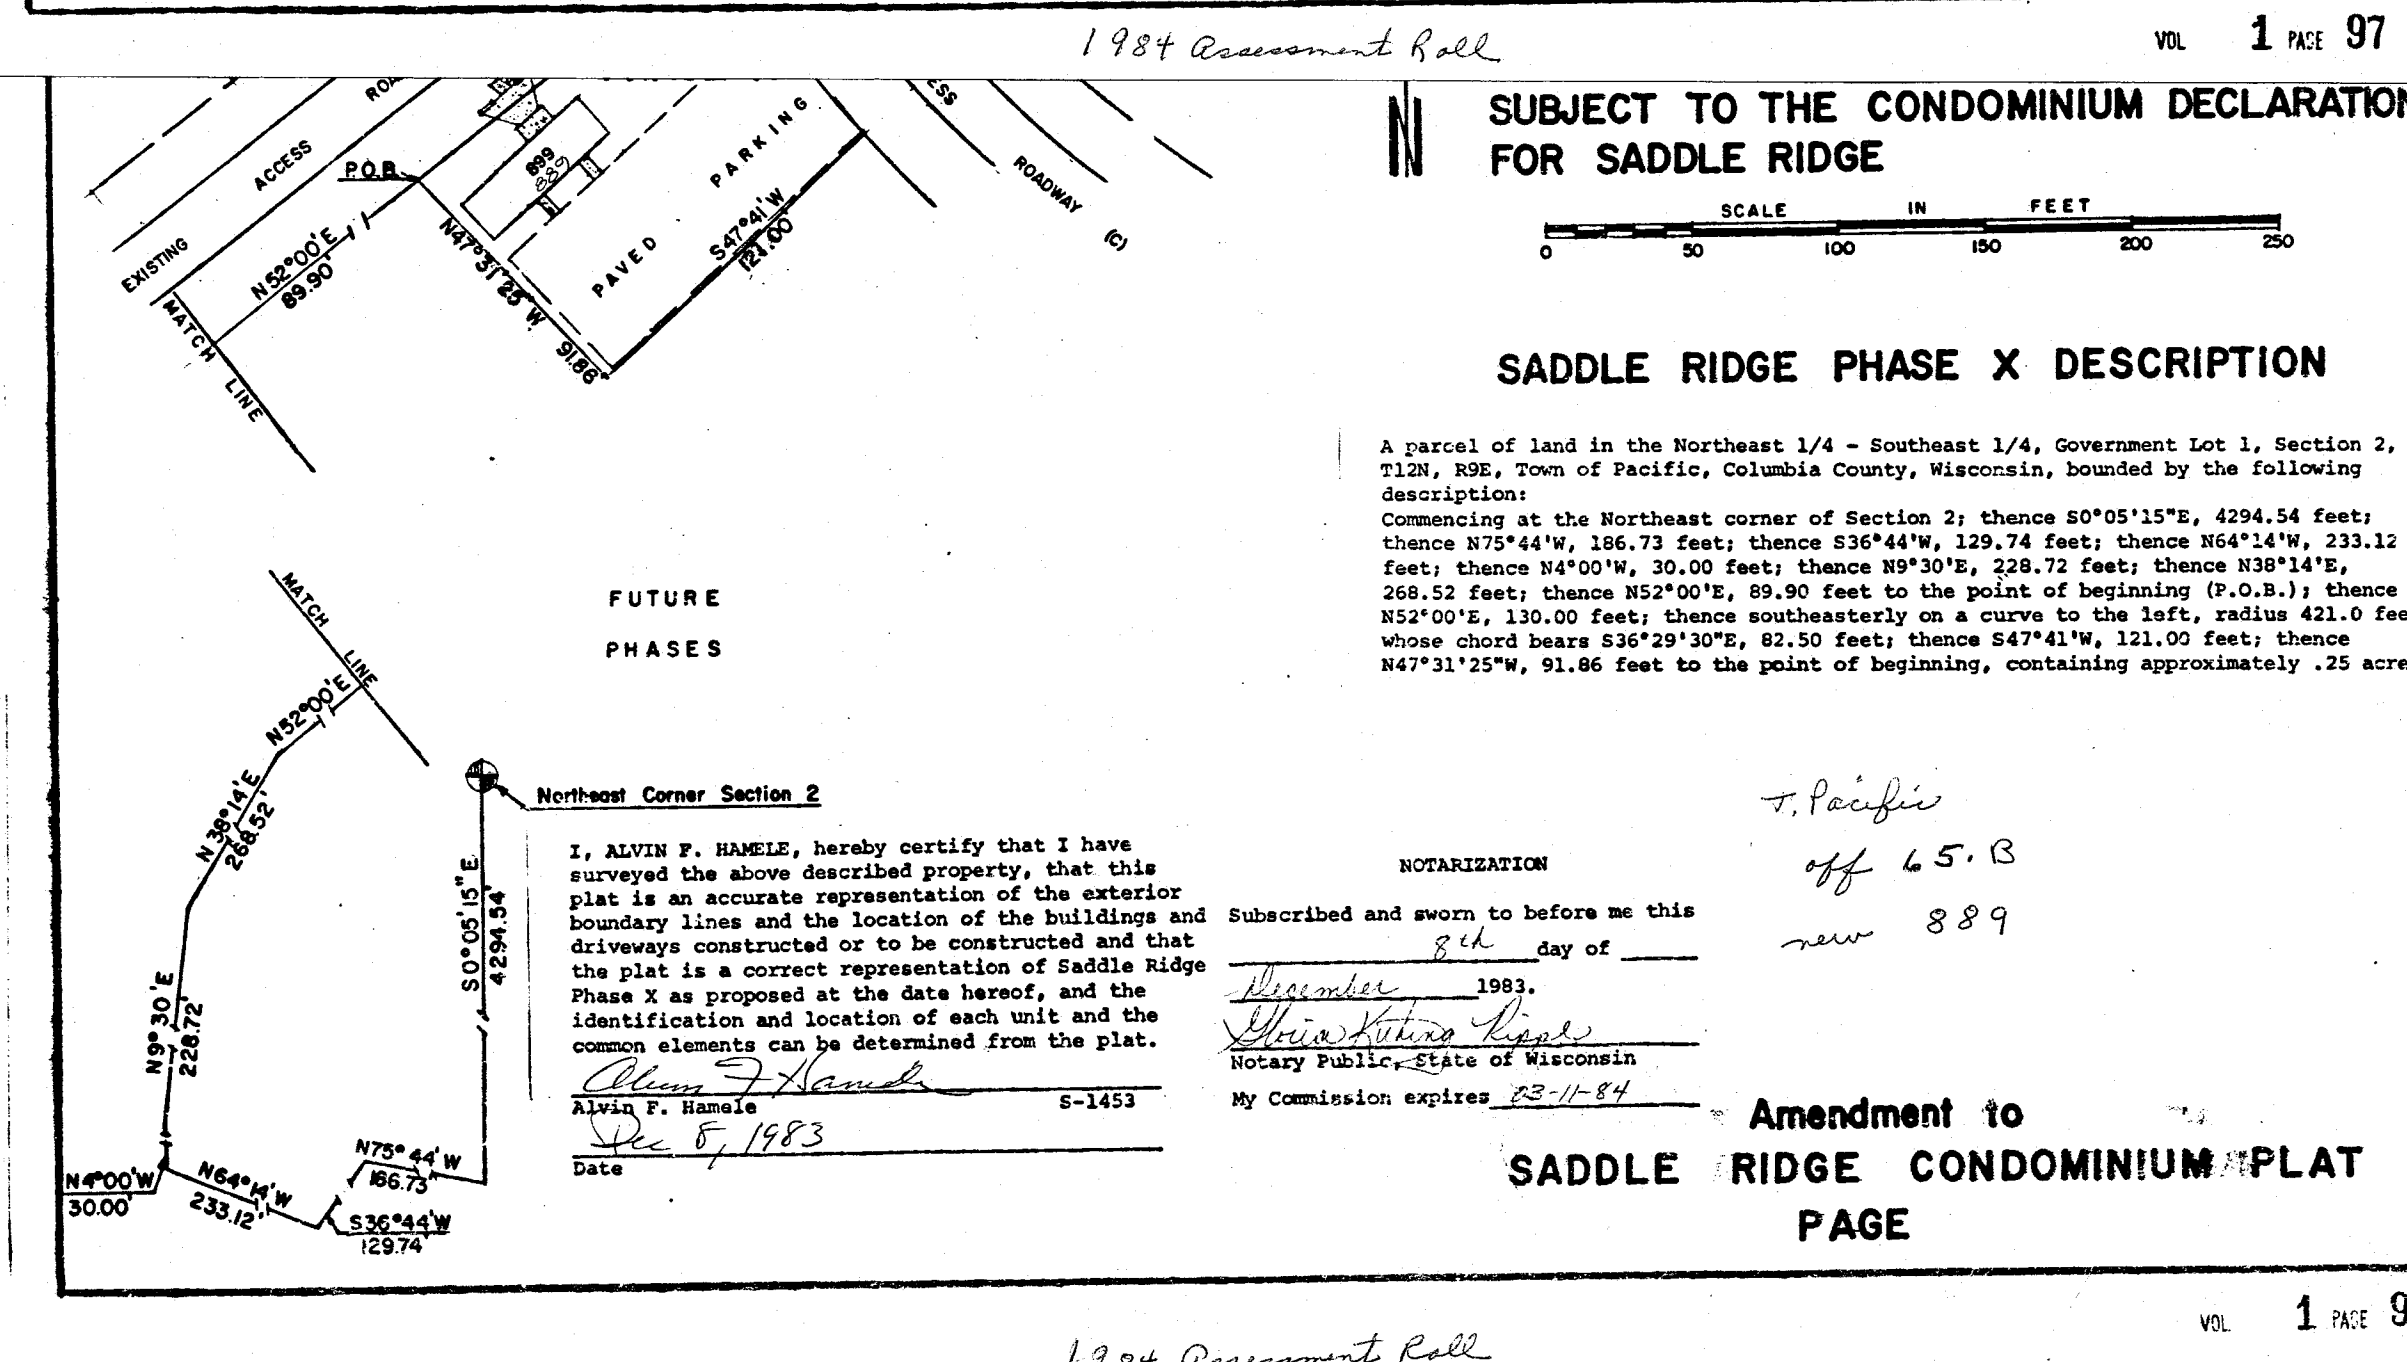 1984 Assessment Roll
VOL 1 PAGE 97
ROA
ACCESS
EXISTING
P.O.B.
899
889
PAVED PARKING
ESS
ROADWAY
(C)
N52°00'E
89.90'
N47°31'25"W
91.86'
S47°41'W
121.00'
MATCH LINE
N
SUBJECT TO THE CONDOMINIUM DECLARATION
FOR SADDLE RIDGE
SCALE IN FEET
0 50 100 150 200 250
SADDLE RIDGE PHASE X DESCRIPTION
A parcel of land in the Northeast 1/4 - Southeast 1/4, Government Lot 1, Section 2,
T12N, R9E, Town of Pacific, Columbia County, Wisconsin, bounded by the following
description:
Commencing at the Northeast corner of Section 2; thence S0°05'15"E, 4294.54 feet;
thence N75°44'W, 186.73 feet; thence S36°44'W, 129.74 feet; thence N64°14'W, 233.12
feet; thence N4°00'W, 30.00 feet; thence N9°30'E, 228.72 feet; thence N38°14'E,
268.52 feet; thence N52°00'E, 89.90 feet to the point of beginning (P.O.B.); thence
N52°00'E, 130.00 feet; thence southeasterly on a curve to the left, radius 421.0 fee
whose chord bears S36°29'30"E, 82.50 feet; thence S47°41'W, 121.00 feet; thence
N47°31'25"W, 91.86 feet to the point of beginning, containing approximately .25 acre
FUTURE
PHASES
MATCH LINE
N52°00'E
N38°14'E
268.52'
N9°30'E
228.72'
N4°00'W
30.00'
N64°14'W
233.12'
S36°44'W
129.74'
N75°44'W
186.73'
S0°05'15"E
4294.54'
Northeast Corner Section 2
I, ALVIN F. HAMELE, hereby certify that I have
surveyed the above described property, that this
plat is an accurate representation of the exterior
boundary lines and the location of the buildings and
driveways constructed or to be constructed and that
the plat is a correct representation of Saddle Ridge
Phase X as proposed at the date hereof, and the
identification and location of each unit and the
common elements can be determined from the plat.
Alvin F. Hamele
Alvin F. Hamele S-1453
Dec 8, 1983
Date
NOTARIZATION
Subscribed and sworn to before me this
8th day of
December 1983.
Notary Public, State of Wisconsin
My Commission expires 03-11-84
T. Pacific
off 65.B
new 889
Amendment to
SADDLE RIDGE CONDOMINIUM PLAT
PAGE
VOL 1 PAGE 9
1984 Assessment Roll